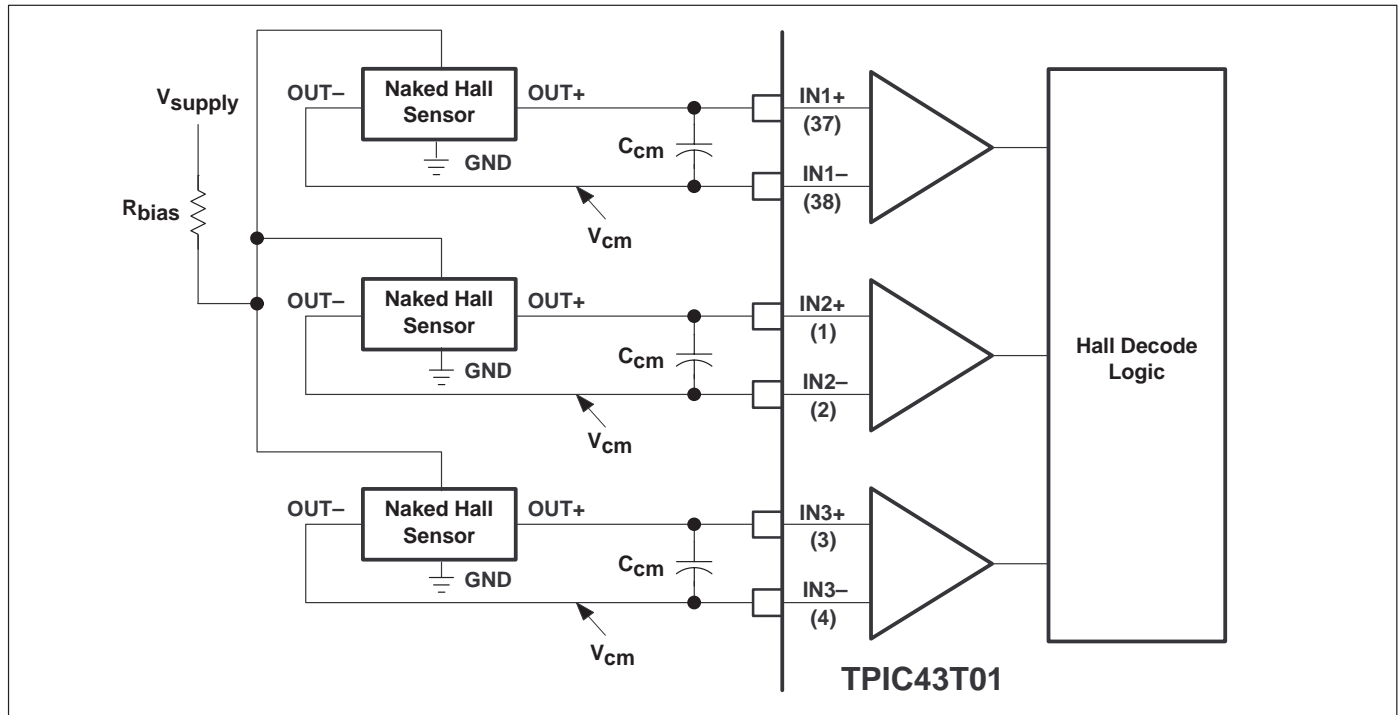 Vsupply
Rbias
OUT–
Naked Hall
Sensor
OUT+
GND
Ccm
Vcm
IN1+
(37)
IN1–
(38)
OUT–
Naked Hall
Sensor
OUT+
GND
Ccm
Vcm
IN2+
(1)
IN2–
(2)
OUT–
Naked Hall
Sensor
OUT+
GND
Ccm
Vcm
IN3+
(3)
IN3–
(4)
Hall Decode
Logic
TPIC43T01